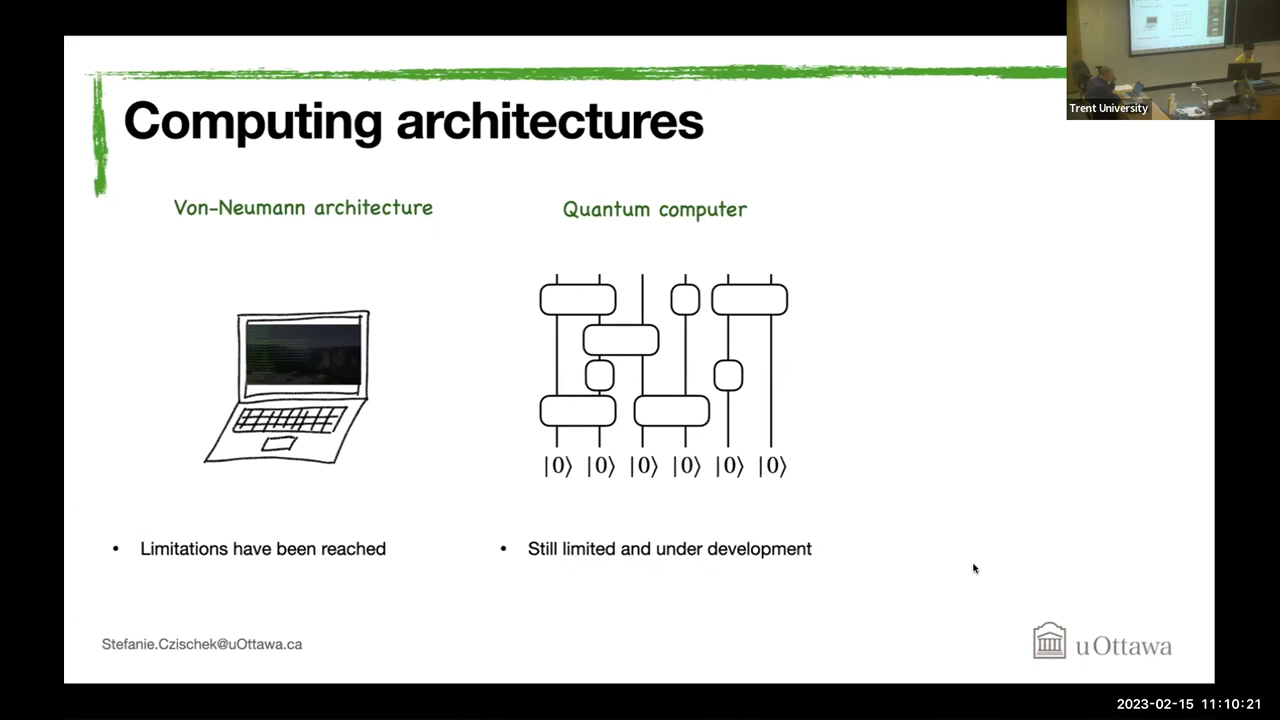 Trent University
Computing architectures
Von-Neumann architecture
Quantum computer
|0⟩ |0⟩ |0⟩ |0⟩ |0⟩ |0⟩
• Limitations have been reached
• Still limited and under development
Stefanie.Czischek@uOttawa.ca
uOttawa
2023-02-15 11:10:21